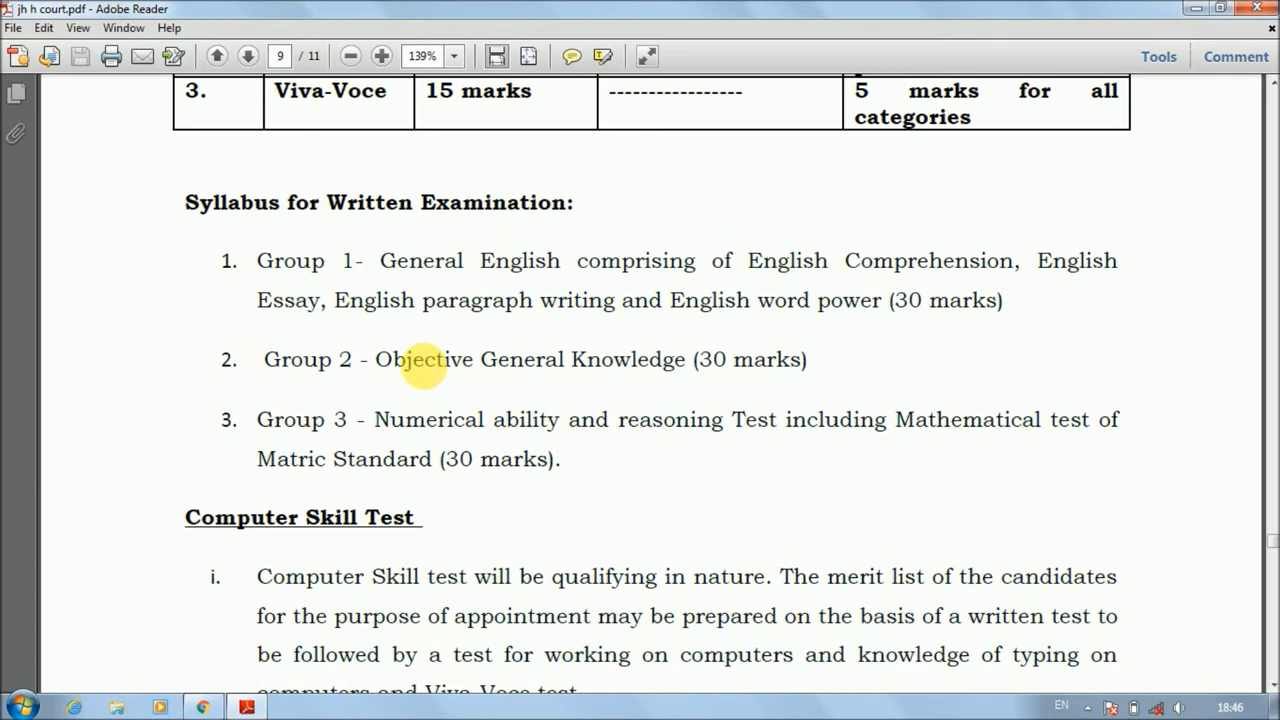 jh h court.pdf - Adobe Reader
File Edit View Window Help
9 / 11 139% Tools Comment
3. Viva-Voce 15 marks ----------------- 5 marks for all
categories
Syllabus for Written Examination:
1. Group 1- General English comprising of English Comprehension, English
Essay, English paragraph writing and English word power (30 marks)
2. Group 2 - Objective General Knowledge (30 marks)
3. Group 3 - Numerical ability and reasoning Test including Mathematical test of
Matric Standard (30 marks).
Computer Skill Test
i. Computer Skill test will be qualifying in nature. The merit list of the candidates
for the purpose of appointment may be prepared on the basis of a written test to
be followed by a test for working on computers and knowledge of typing on
computers and Viva-Voce test
EN 18:46